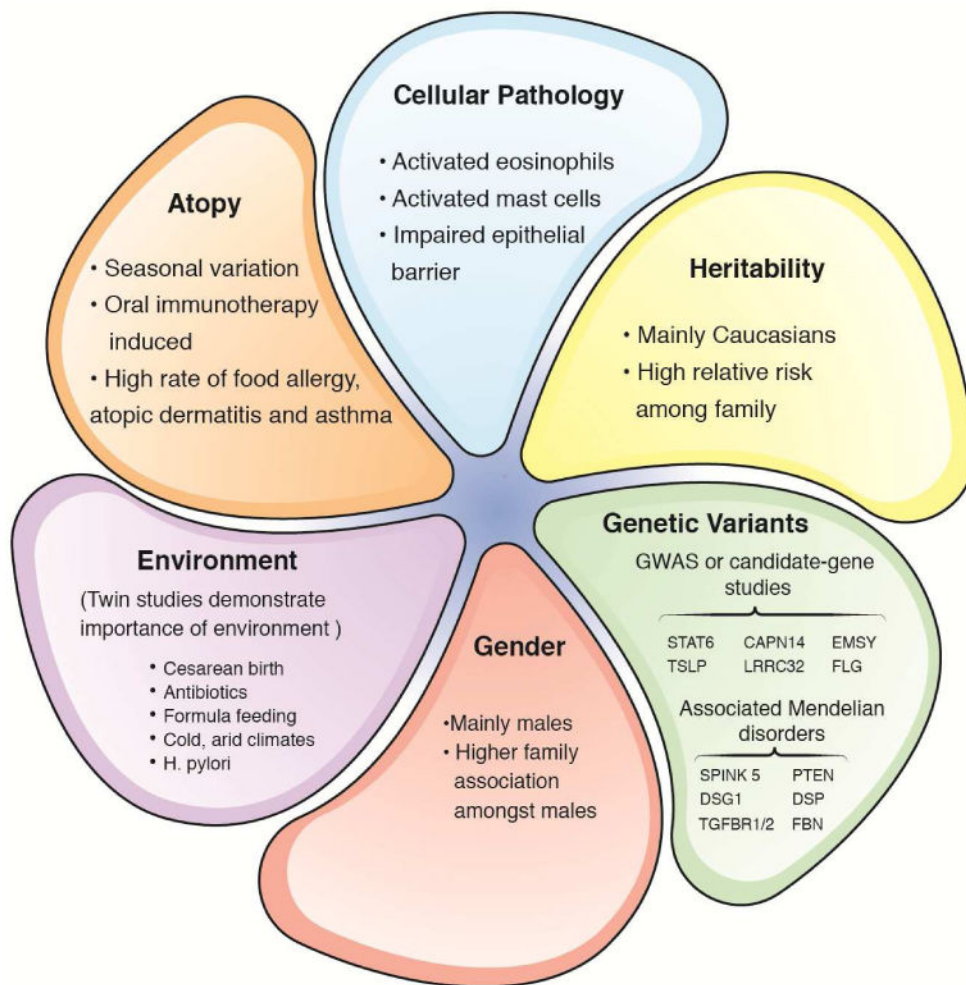 Cellular Pathology
• Activated eosinophils
• Activated mast cells
• Impaired epithelial
barrier
Heritability
• Mainly Caucasians
• High relative risk
among family
Genetic Variants
GWAS or candidate-gene
studies
STAT6 CAPN14 EMSY
TSLP LRRC32 FLG
Associated Mendelian
disorders
SPINK 5 PTEN
DSG1 DSP
TGFBR1/2 FBN
Gender
•Mainly males
• Higher family
association
amongst males
Environment
(Twin studies demonstrate
importance of environment )
• Cesarean birth
• Antibiotics
• Formula feeding
• Cold, arid climates
• H. pylori
Atopy
• Seasonal variation
• Oral immunotherapy
induced
• High rate of food allergy,
atopic dermatitis and asthma